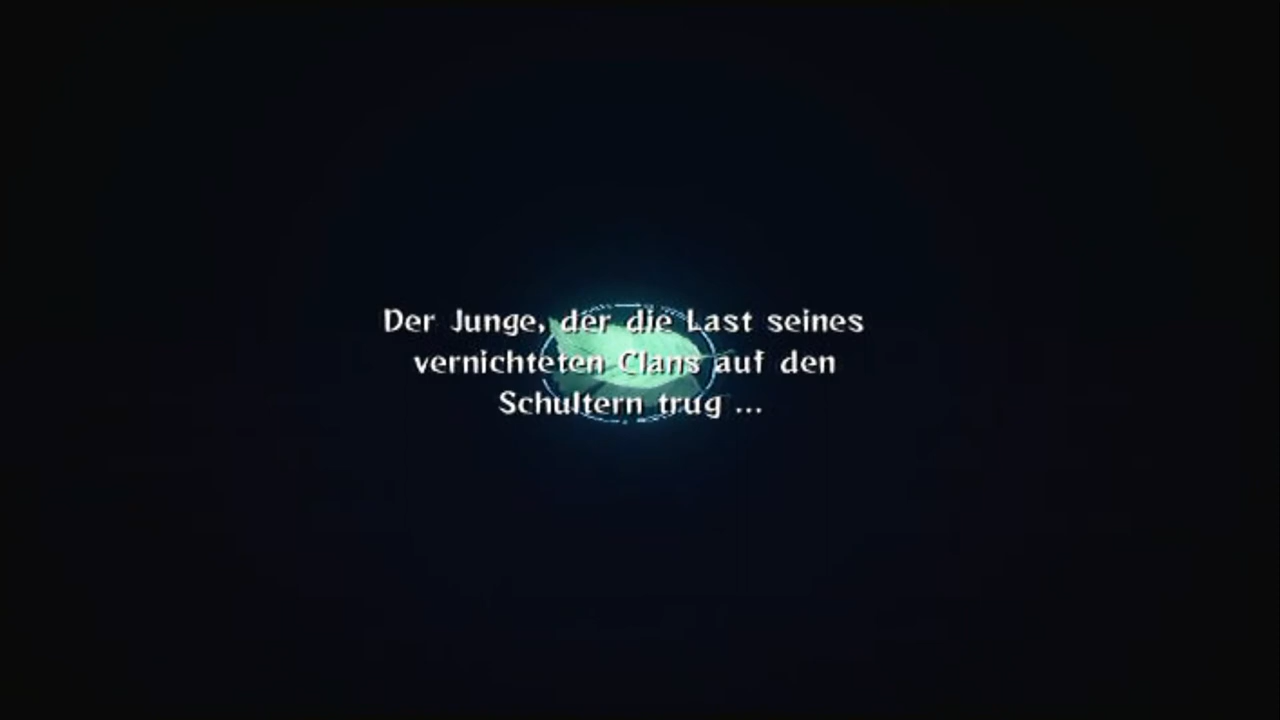 Der Junge, der die Last seines
vernichteten Clans auf den
Schultern trug ...